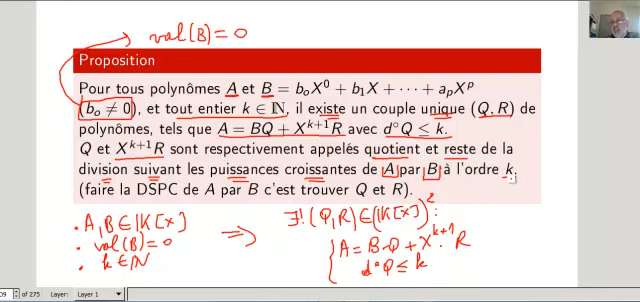 val(B) = 0
Proposition
Pour tous polynômes A et B = b₀X⁰ + b₁X + ··· + aₚXᵖ
(b₀ ≠ 0), et tout entier k ∈ ℕ, il existe un couple unique (Q, R) de
polynômes, tels que A = BQ + Xᵏ⁺¹R avec d°Q ≤ k.
Q et Xᵏ⁺¹R sont respectivement appelés quotient et reste de la
division suivant les puissances croissantes de A par B à l'ordre k.
(faire la DSPC de A par B c'est trouver Q et R).
• A, B ∈ K[X]
• val(B) = 0
• k ∈ ℕ
⟹ ∃! (Q, R) ∈ (K[X])² :
{ A = B·Q + Xᵏ⁺¹·R
d°Q ≤ k
09 of 275 Layer: Layer 1